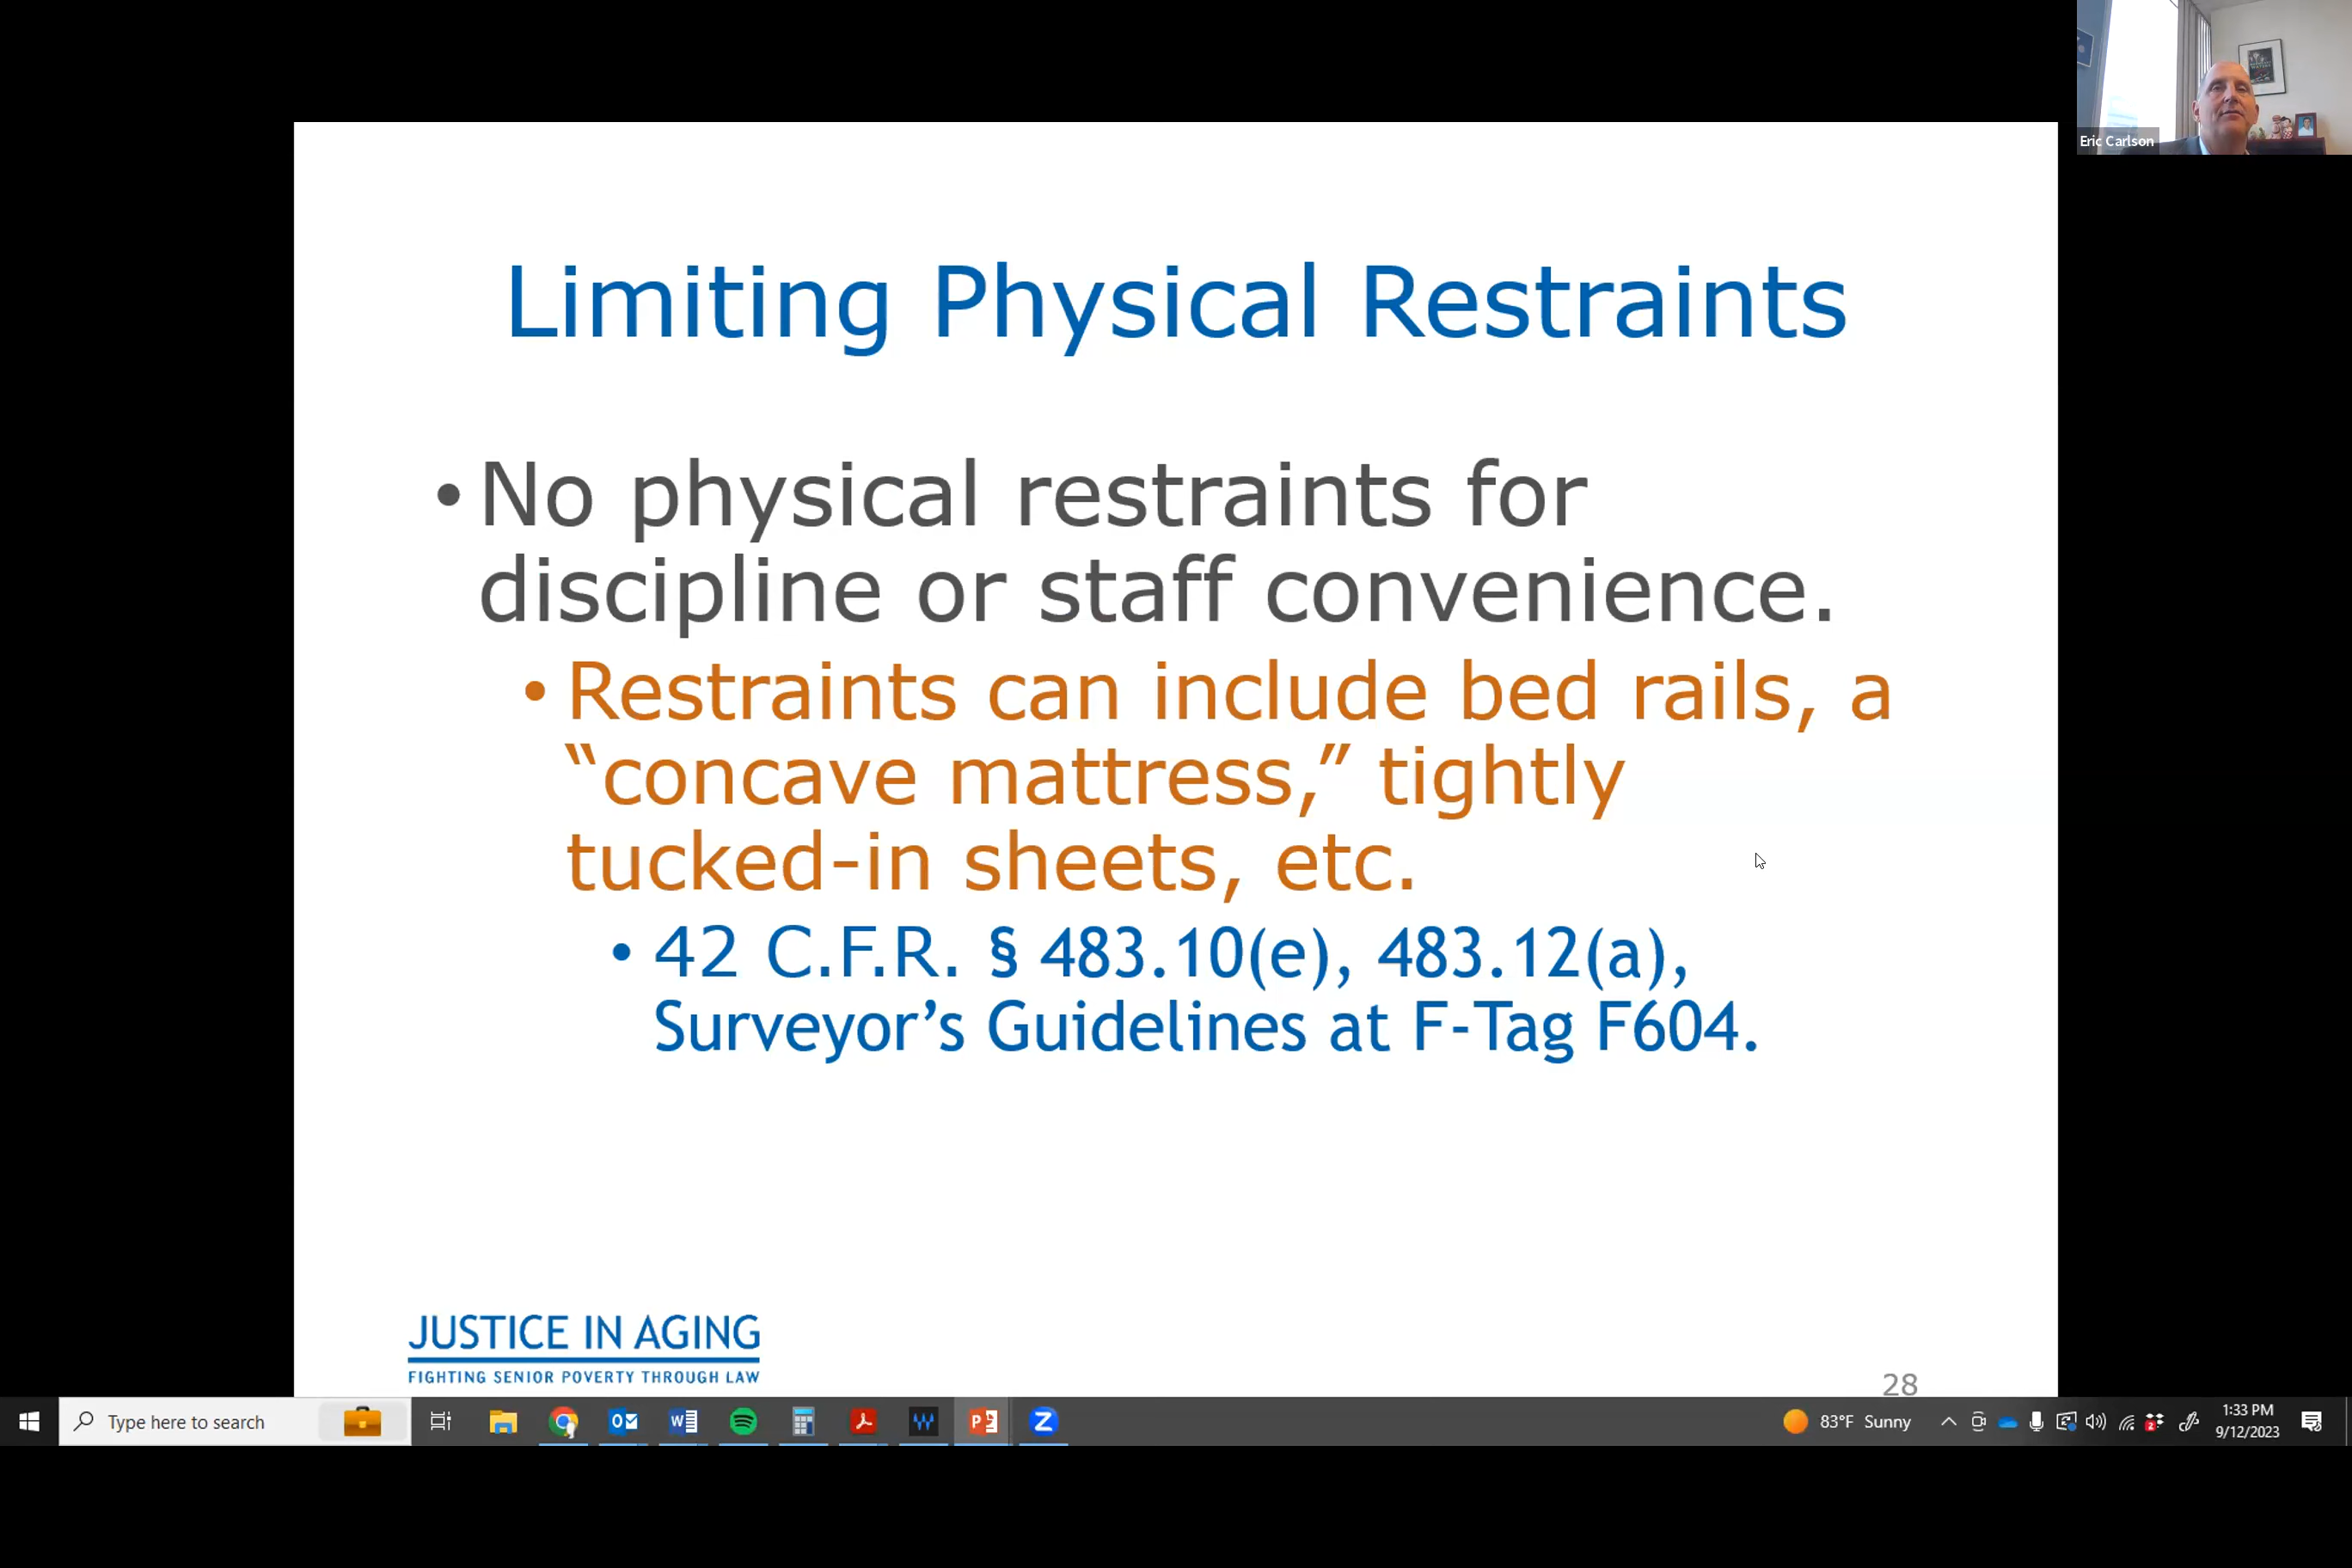 Eric Carlson
Limiting Physical Restraints
• No physical restraints for
discipline or staff convenience.
• Restraints can include bed rails, a
“concave mattress,” tightly
tucked-in sheets, etc.
• 42 C.F.R. § 483.10(e), 483.12(a),
Surveyor’s Guidelines at F-Tag F604.
JUSTICE IN AGING
FIGHTING SENIOR POVERTY THROUGH LAW
28
Type here to search
83°F Sunny
1:33 PM
9/12/2023